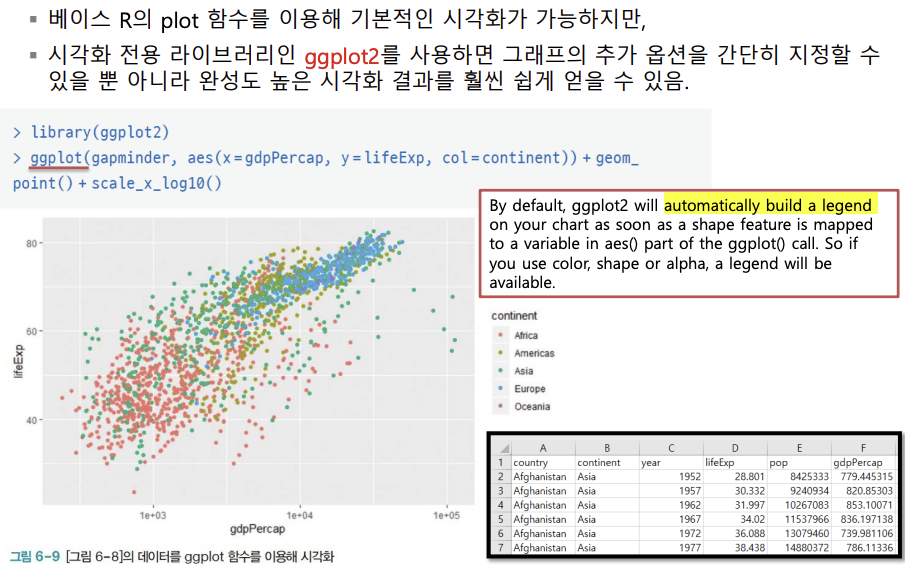 ▪ 베이스 R의 plot 함수를 이용해 기본적인 시각화가 가능하지만,
▪ 시각화 전용 라이브러리인 ggplot2를 사용하면 그래프의 추가 옵션을 간단히 지정할 수
있을 뿐 아니라 완성도 높은 시각화 결과를 훨씬 쉽게 얻을 수 있음.
> library(ggplot2)
> ggplot(gapminder, aes(x=gdpPercap, y=lifeExp, col=continent)) + geom_
point() + scale_x_log10()
By default, ggplot2 will automatically build a legend
on your chart as soon as a shape feature is mapped
to a variable in aes() part of the ggplot() call. So if
you use color, shape or alpha, a legend will be
available.
80
60
40
lifeExp
1e+03 1e+04 1e+05
gdpPercap
continent
Africa
Americas
Asia
Europe
Oceania
A B C D E F
1 country continent year lifeExp pop gdpPercap
2 Afghanistan Asia 1952 28.801 8425333 779.445315
3 Afghanistan Asia 1957 30.332 9240934 820.85303
4 Afghanistan Asia 1962 31.997 10267083 853.10071
5 Afghanistan Asia 1967 34.02 11537966 836.197138
6 Afghanistan Asia 1972 36.088 13079460 739.981106
7 Afghanistan Asia 1977 38.438 14880372 786.11336
그림 6-9 [그림 6-8]의 데이터를 ggplot 함수를 이용해 시각화